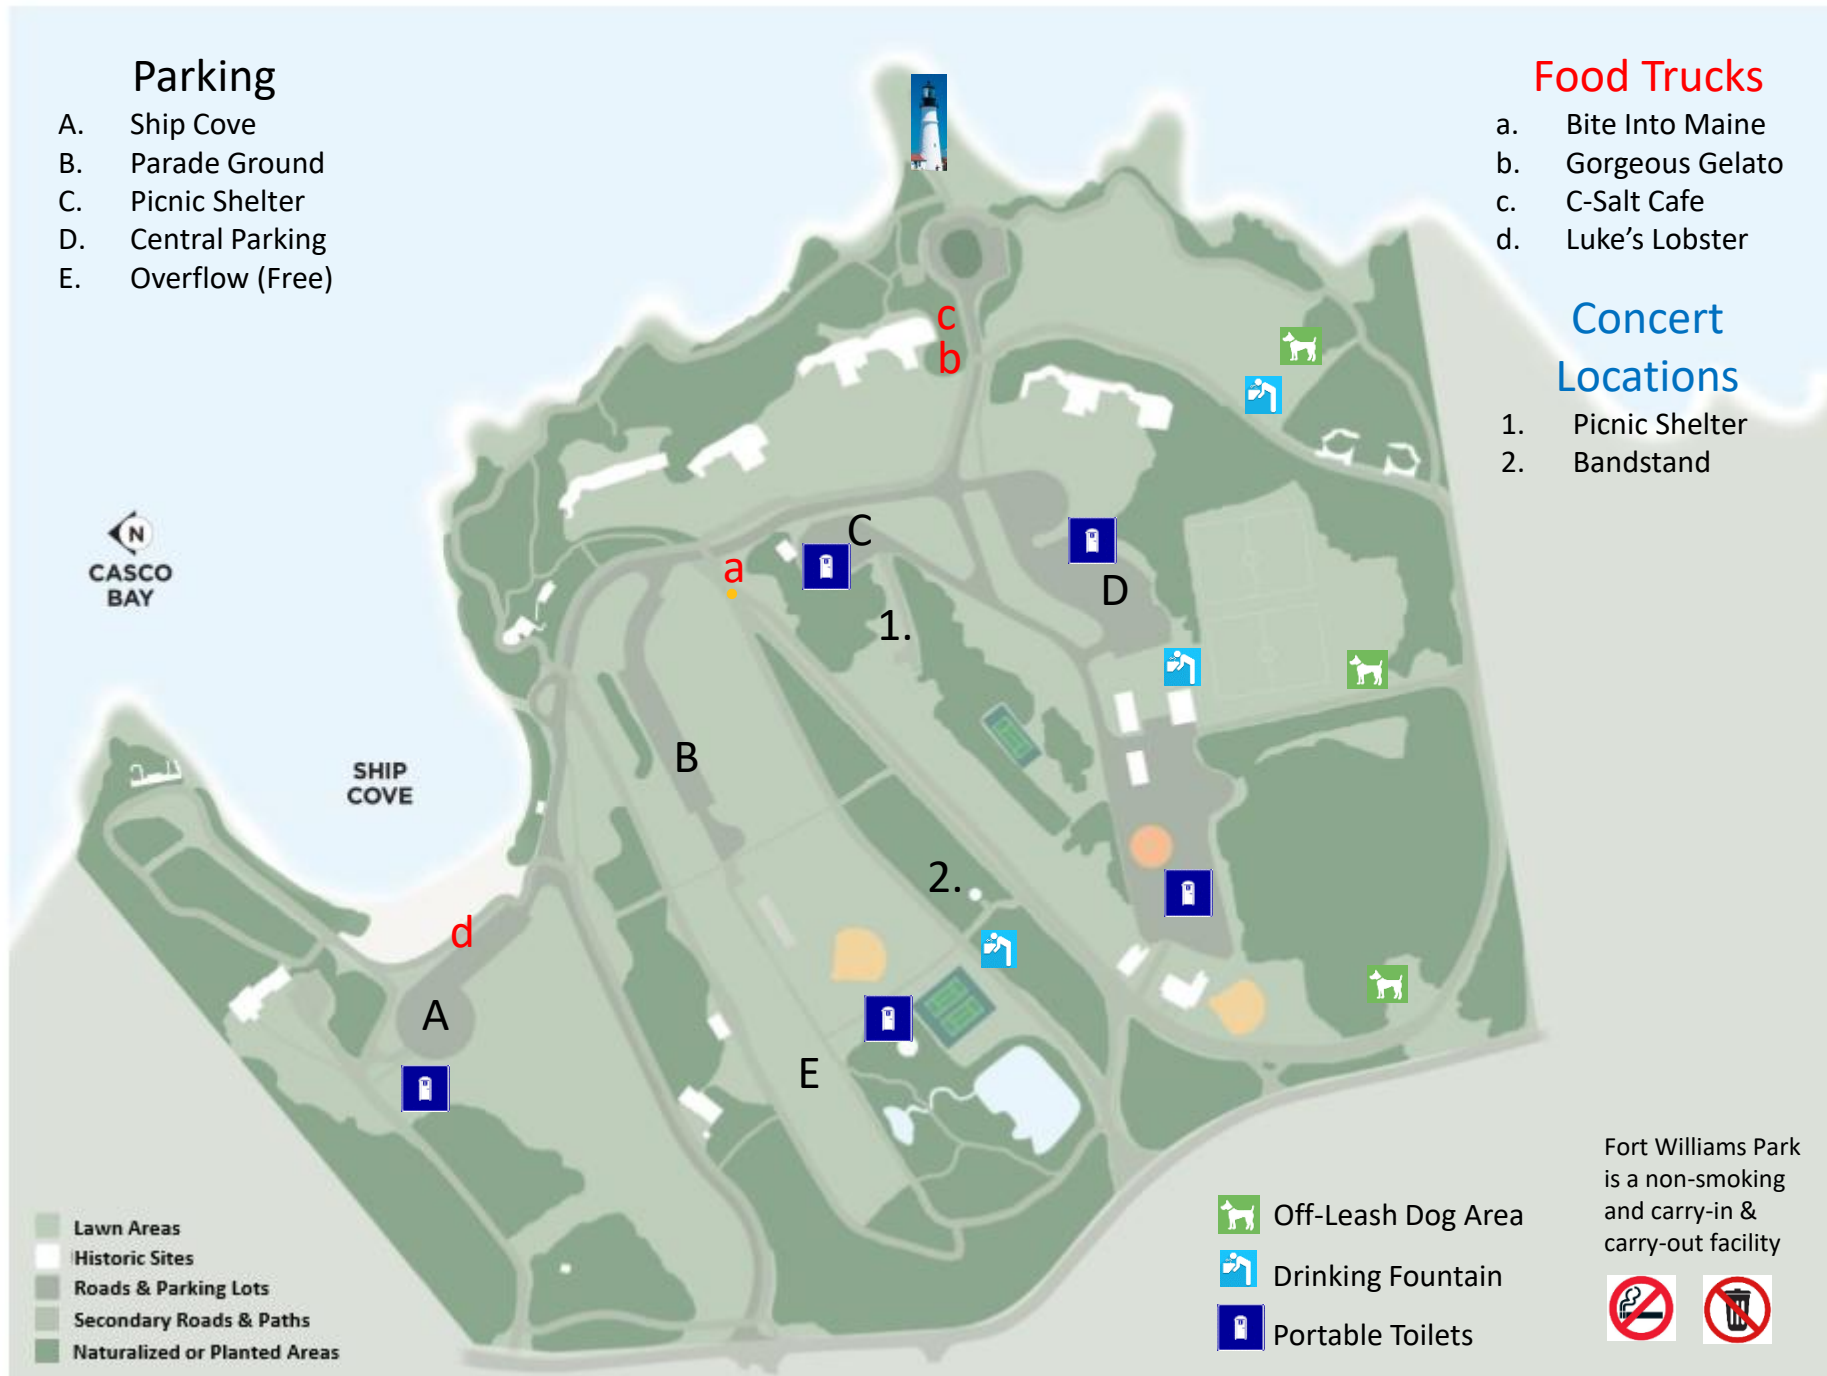 Parking
A. Ship Cove
B. Parade Ground
C. Picnic Shelter
D. Central Parking
E. Overflow (Free)
Food Trucks
a. Bite Into Maine
b. Gorgeous Gelato
c. C-Salt Cafe
d. Luke’s Lobster
Concert
Locations
1. Picnic Shelter
2. Bandstand
c
b
N
CASCO
BAY
C
a
D
1.
B
SHIP
COVE
2.
d
A
E
Lawn Areas
Historic Sites
Roads & Parking Lots
Secondary Roads & Paths
Naturalized or Planted Areas
Off-Leash Dog Area
Drinking Fountain
Portable Toilets
Fort Williams Park
is a non-smoking
and carry-in &
carry-out facility